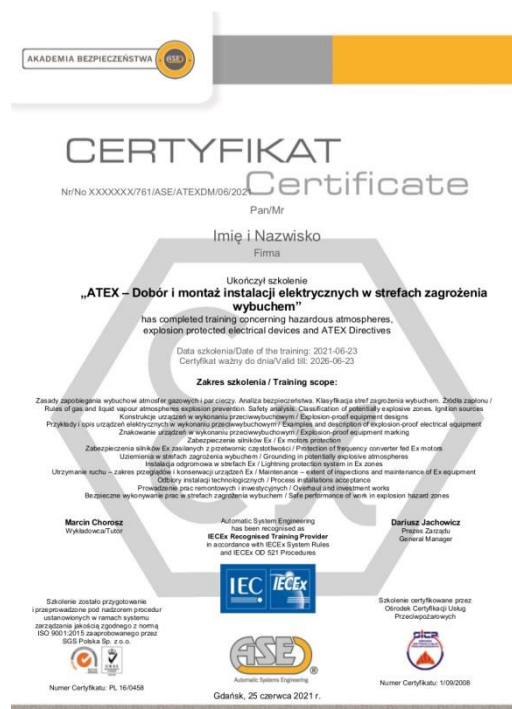 AKADEMIA BEZPIECZEŃSTWA
ASE
CERTYFIKAT
Certificate
Nr/No XXXXXXX/761/ASE/ATEXDM/06/2021
Pan/Mr
Imię i Nazwisko
Firma
Ukończył szkolenie
„ATEX – Dobór i montaż instalacji elektrycznych w strefach zagrożenia
wybuchem”
has completed training concerning hazardous atmospheres,
explosion protected electrical devices and ATEX Directives
Data szkolenia/Date of the training: 2021-06-23
Certyfikat ważny do dnia/Valid till: 2026-06-23
Zakres szkolenia / Training scope:
Zasady zapobiegania wybuchowi atmosfer gazowych i par cieczy. Analiza bezpieczeństwa. Klasyfikacja stref zagrożenia wybuchem. Źródła zapłonu /
Rules of gas and liquid vapour atmospheres explosion prevention. Safety analysis. Classification of potentially explosive zones. Ignition sources
Konstrukcje urządzeń w wykonaniu przeciwwybuchowym / Explosion-proof equipment designs
Przykłady i opis urządzeń elektrycznych w wykonaniu przeciwwybuchowym / Examples and description of explosion-proof electrical equipment
Znakowanie urządzeń w wykonaniu przeciwwybuchowym / Explosion-proof equipment marking
Zabezpieczenie silników Ex / Ex motors protection
Zabezpieczenia silników Ex zasilanych z przetwornic częstotliwości / Protection of frequency converter fed Ex motors
Uziemienia w strefach zagrożenia wybuchem / Grounding in potentially explosive atmospheres
Instalacja odgromowa w strefach Ex / Lightning protection system in Ex zones
Utrzymanie ruchu – zakres przeglądów i konserwacji urządzeń Ex / Maintenance – extent of inspections and maintenance of Ex equipment
Odbiory instalacji technologicznych / Process installations acceptance
Prowadzenie prac remontowych i inwestycyjnych / Overhaul and investment works
Bezpieczne wykonywanie prac w strefach zagrożenia wybuchem / Safe performance of work in explosion hazard zones
Marcin Chorosz
Wykładowca/Tutor
Automatic System Engineering
has been recognised as
IECEx Recognised Training Provider
in accordance with IECEx System Rules
and IECEx OD 521 Procedures
Dariusz Jachowicz
Prezes Zarządu
General Manager
IEC IECEx
Szkolenie zostało przygotowanie
i przeprowadzone pod nadzorem procedur
ustanowionych w ramach systemu
zarządzania jakością zgodnego z normą
ISO 9001:2015 zaaprobowanego przez
SGS Polska Sp. z o.o.
Numer Certyfikatu: PL 16/0458
ASE
Automatic Systems Engineering
Gdańsk, 25 czerwca 2021 r.
Szkolenie certyfikowane przez
Ośrodek Certyfikacji Usług
Przeciwpożarowych
Numer Certyfikatu: 1/09/2008